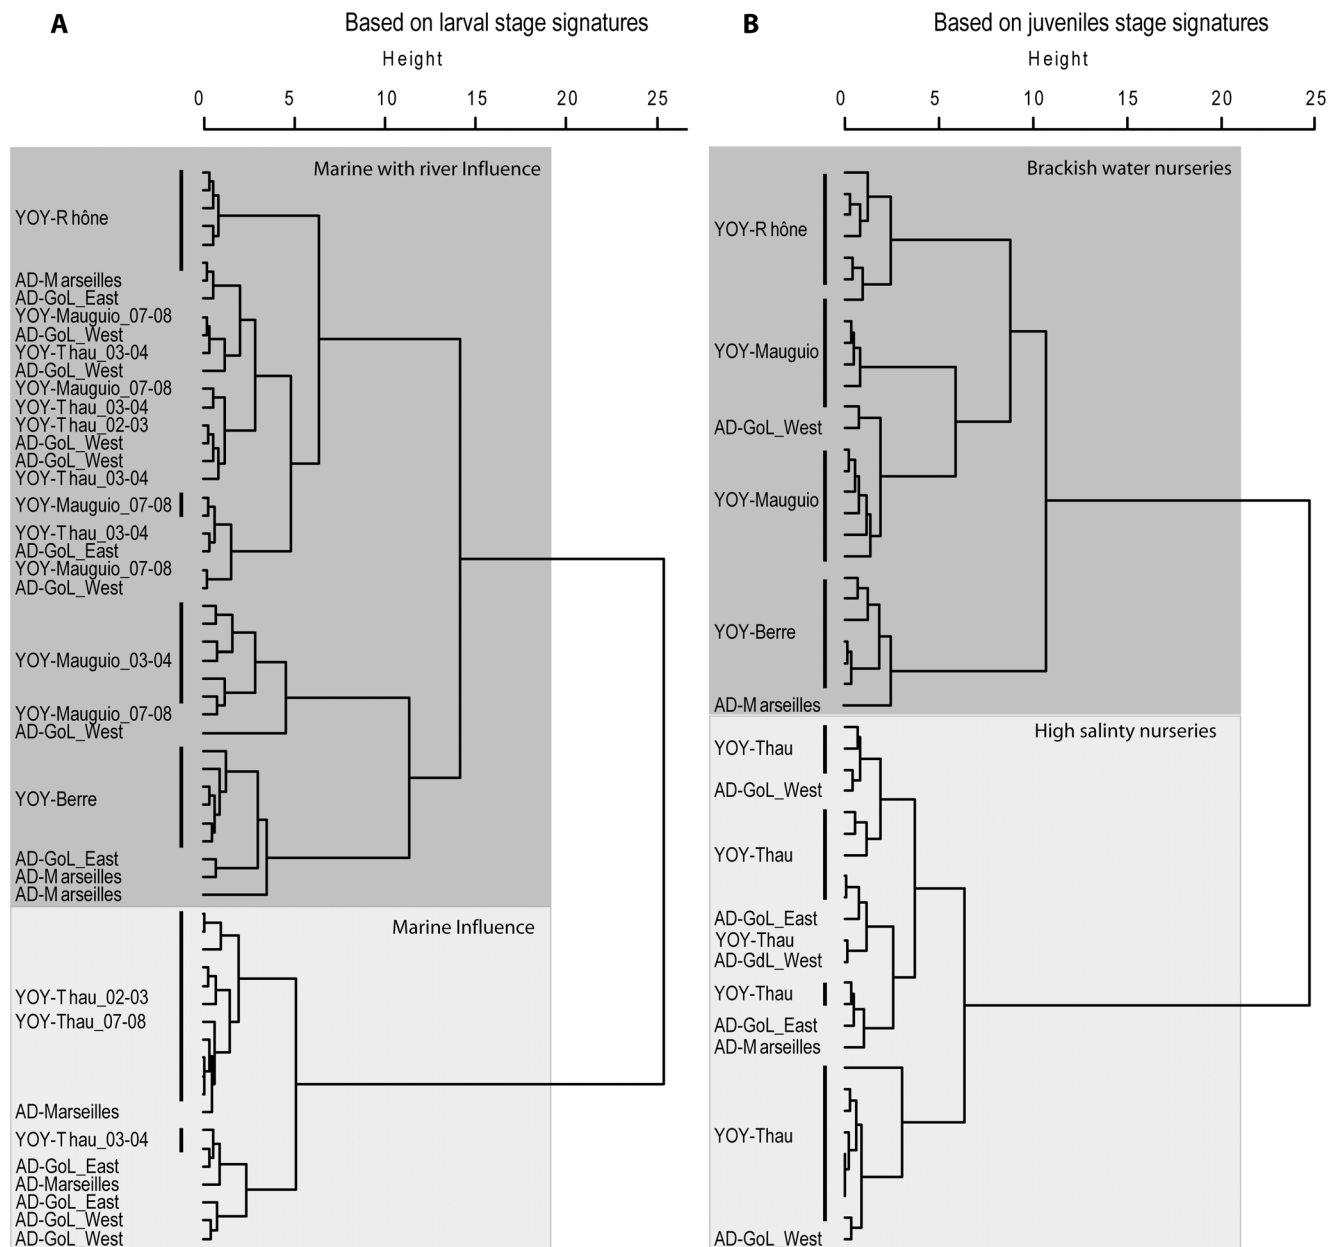 A
Based on larval stage signatures
Height
0 5 10 15 20 25
Marine with river Influence
YOY-Rhône
AD-Marseilles
AD-GoL_East
YOY-Mauguio_07-08
AD-GoL_West
YOY-Thau_03-04
AD-GoL_West
YOY-Mauguio_07-08
YOY-Thau_03-04
YOY-Thau_02-03
AD-GoL_West
AD-GoL_West
YOY-Thau_03-04
YOY-Mauguio_07-08
YOY-Thau_03-04
AD-GoL_East
YOY-Mauguio_07-08
AD-GoL_West
YOY-Mauguio_03-04
YOY-Mauguio_07-08
AD-GoL_West
YOY-Berre
AD-GoL_East
AD-Marseilles
AD-Marseilles
Marine Influence
YOY-Thau_02-03
YOY-Thau_07-08
AD-Marseilles
YOY-Thau_03-04
AD-GoL_East
AD-Marseilles
AD-GoL_East
AD-GoL_West
AD-GoL_West
B
Based on juveniles stage signatures
Height
0 5 10 15 20 25
Brackish water nurseries
YOY-Rhône
YOY-Mauguio
AD-GoL_West
YOY-Mauguio
YOY-Berre
AD-Marseilles
High salinty nurseries
YOY-Thau
AD-GoL_West
YOY-Thau
AD-GoL_East
YOY-Thau
AD-GdL_West
YOY-Thau
AD-GoL_East
AD-Marseilles
YOY-Thau
AD-GoL_West